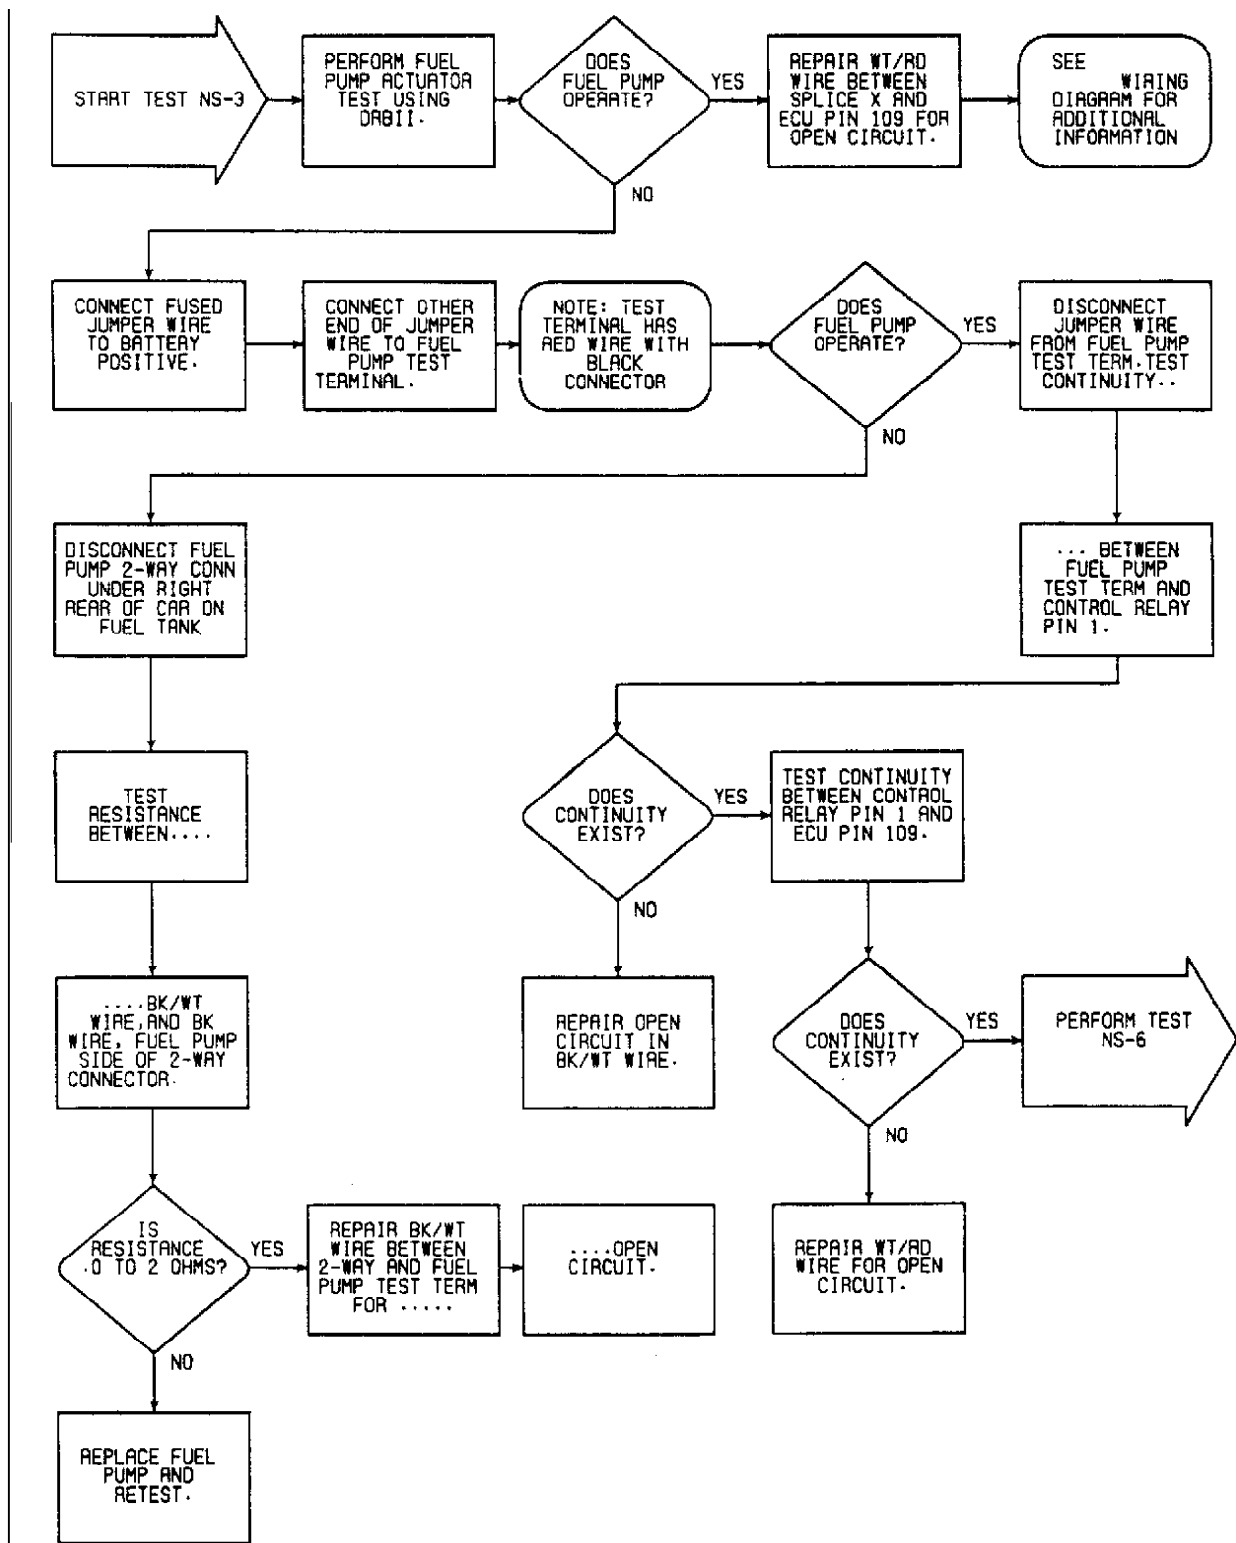 START TEST NS-3
PERFORM FUEL
PUMP ACTUATOR
TEST USING
DRBII.
DOES
FUEL PUMP
OPERATE?
YES
REPAIR WT/RD
WIRE BETWEEN
SPLICE X AND
ECU PIN 109 FOR
OPEN CIRCUIT.
SEE
WIRING
DIAGRAM FOR
ADDITIONAL
INFORMATION
NO
CONNECT FUSED
JUMPER WIRE
TO BATTERY
POSITIVE.
CONNECT OTHER
END OF JUMPER
WIRE TO FUEL
PUMP TEST
TERMINAL.
NOTE: TEST
TERMINAL HAS
RED WIRE WITH
BLACK
CONNECTOR
DOES
FUEL PUMP
OPERATE?
YES
DISCONNECT
JUMPER WIRE
FROM FUEL PUMP
TEST TERM.TEST
CONTINUITY..
NO
DISCONNECT FUEL
PUMP 2-WAY CONN
UNDER RIGHT
REAR OF CAR ON
FUEL TANK
... BETWEEN
FUEL PUMP
TEST TERM AND
CONTROL RELAY
PIN 1.
TEST
RESISTANCE
BETWEEN....
DOES
CONTINUITY
EXIST?
YES
TEST CONTINUITY
BETWEEN CONTROL
RELAY PIN 1 AND
ECU PIN 109.
NO
....BK/WT
WIRE,AND BK
WIRE, FUEL PUMP
SIDE OF 2-WAY
CONNECTOR.
REPAIR OPEN
CIRCUIT IN
BK/WT WIRE.
DOES
CONTINUITY
EXIST?
YES
PERFORM TEST
NS-6
NO
IS
RESISTANCE
.0 TO 2 OHMS?
YES
REPAIR BK/WT
WIRE BETWEEN
2-WAY AND FUEL
PUMP TEST TERM
FOR .....
....OPEN
CIRCUIT.
REPAIR WT/RD
WIRE FOR OPEN
CIRCUIT.
NO
REPLACE FUEL
PUMP AND
RETEST.